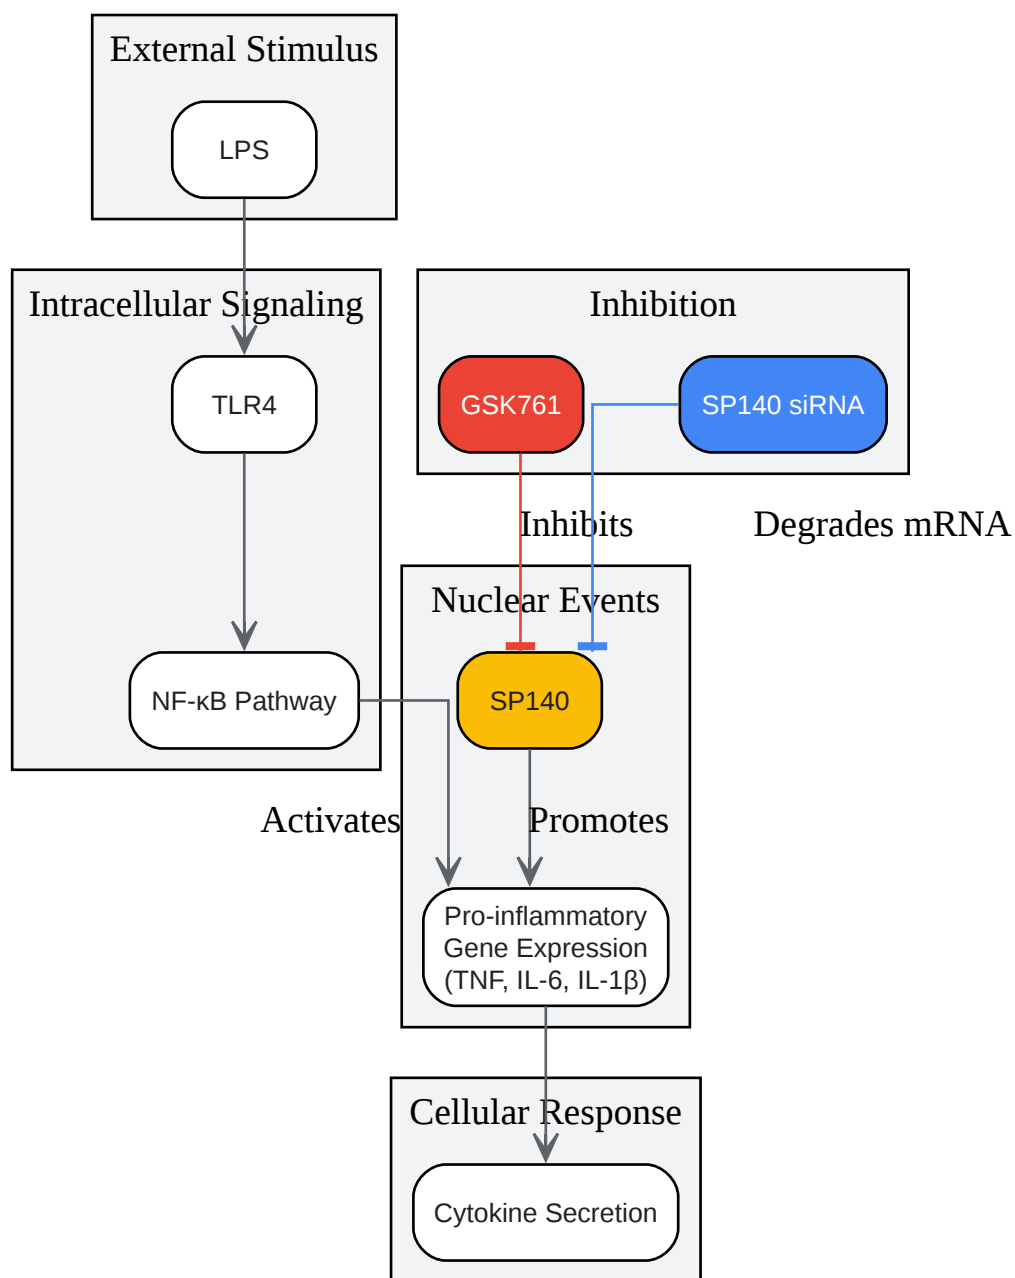 External Stimulus
LPS
Intracellular Signaling
Inhibition
TLR4
GSK761
SP140 siRNA
Inhibits
Degrades mRNA
Nuclear Events
NF-κB Pathway
SP140
Activates
Promotes
Pro-inflammatory
Gene Expression
(TNF, IL-6, IL-1β)
Cellular Response
Cytokine Secretion